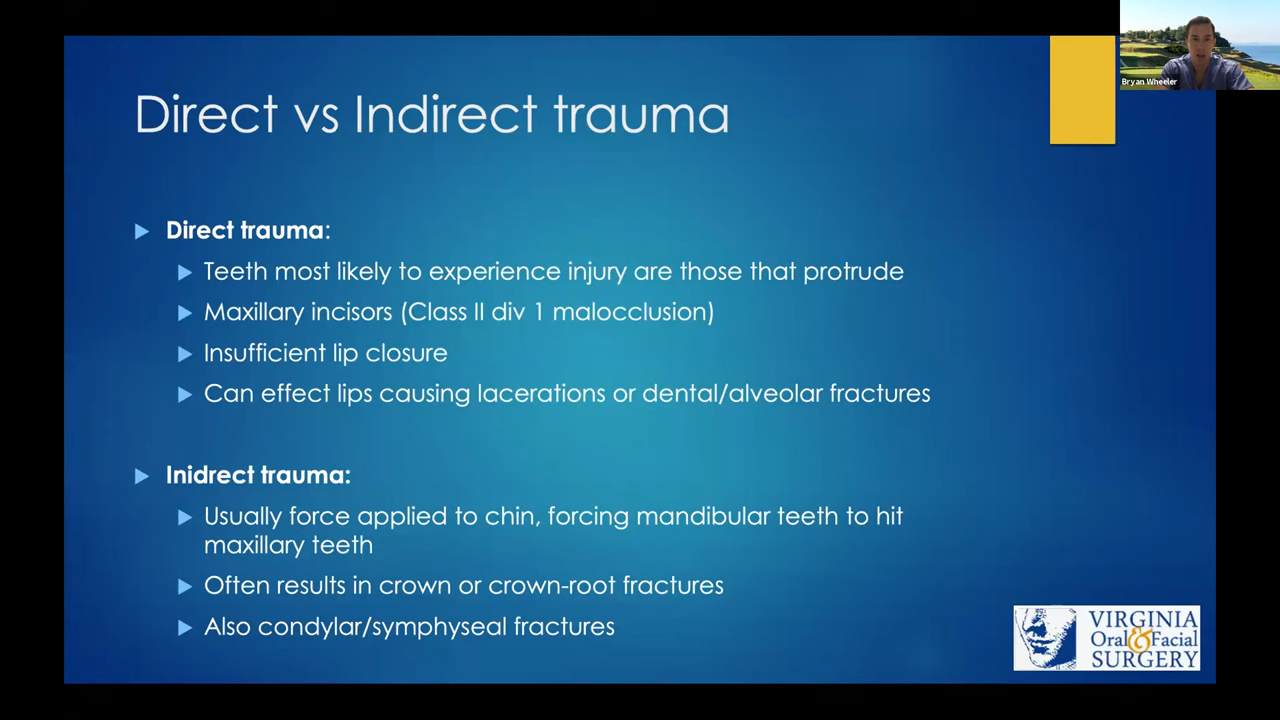 Bryan Wheeler
Direct vs Indirect trauma
Direct trauma:
Teeth most likely to experience injury are those that protrude
Maxillary incisors (Class II div 1 malocclusion)
Insufficient lip closure
Can effect lips causing lacerations or dental/alveolar fractures
Inidrect trauma:
Usually force applied to chin, forcing mandibular teeth to hit
maxillary teeth
Often results in crown or crown-root fractures
Also condylar/symphyseal fractures
VIRGINIA
Oral & Facial
SURGERY